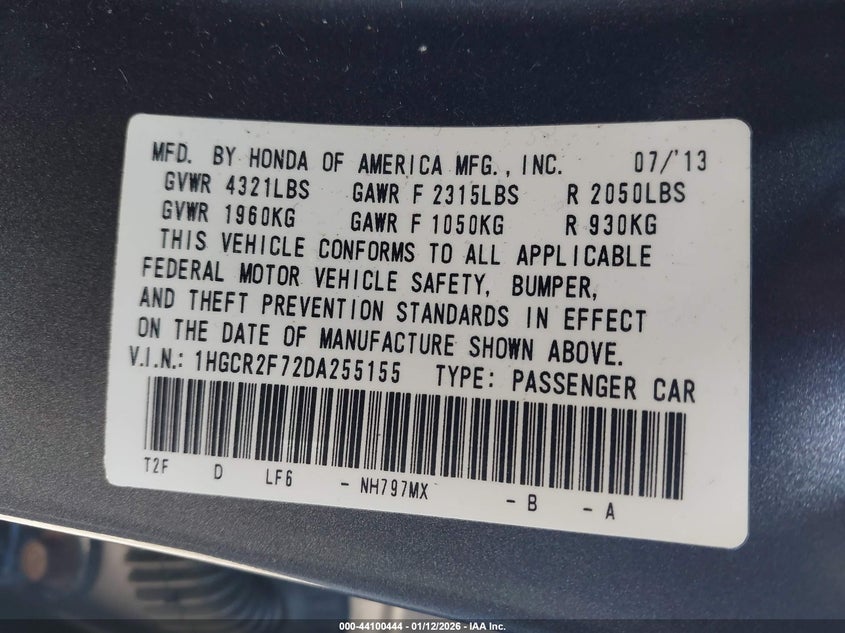 MFD. BY HONDA OF AMERICA MFG., INC. 07/'13
GVWR 4321LBS GAWR F 2315LBS R 2050LBS
GVWR 1960KG GAWR F 1050KG R 930KG
THIS VEHICLE CONFORMS TO ALL APPLICABLE
FEDERAL MOTOR VEHICLE SAFETY, BUMPER,
AND THEFT PREVENTION STANDARDS IN EFFECT
ON THE DATE OF MANUFACTURE SHOWN ABOVE.
V.I.N.: 1HGCR2F72DA255155 TYPE: PASSENGER CAR
T2F D LF6 - NH797MX - B - A
000-44100444 - 01/12/2026 - IAA Inc.